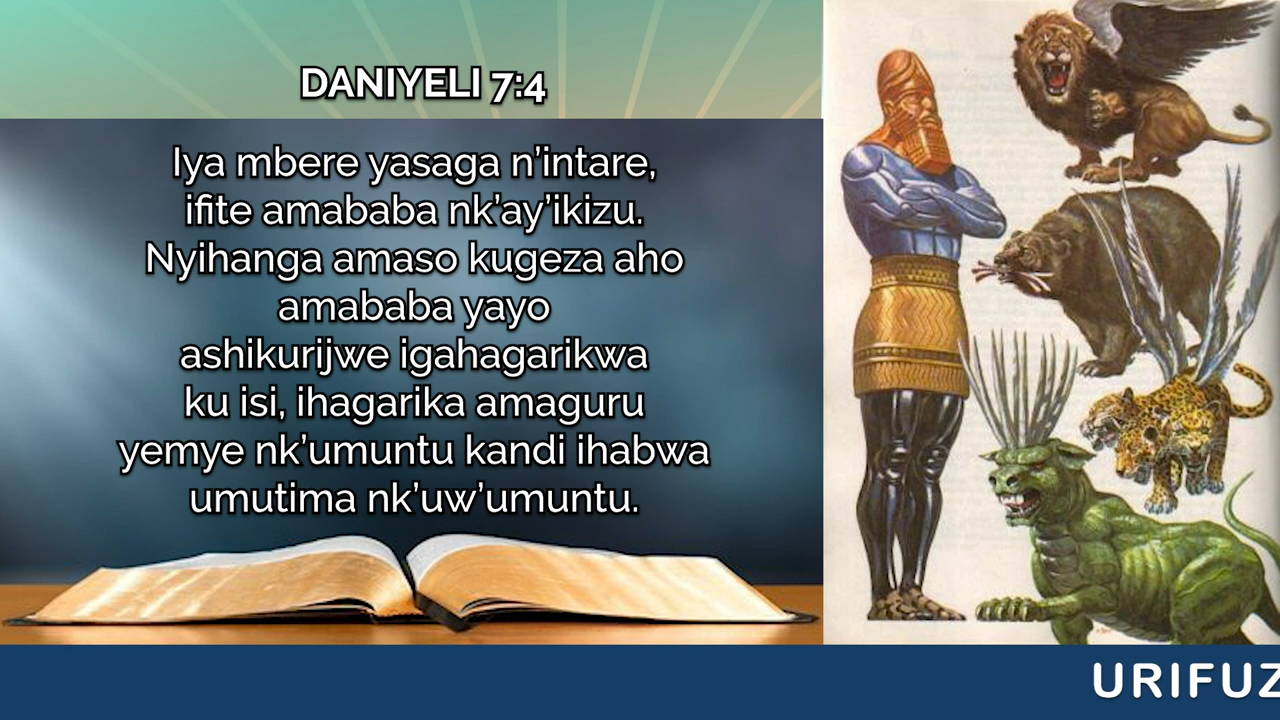 DANIYELI 7:4
Iya mbere yasaga n'intare,
ifite amababa nk'ay'ikizu.
Nyihanga amaso kugeza aho
amababa yayo
ashikurijwe igahagarikwa
ku isi, ihagarika amaguru
yemye nk'umuntu kandi ihabwa
umutima nk'uw'umuntu.